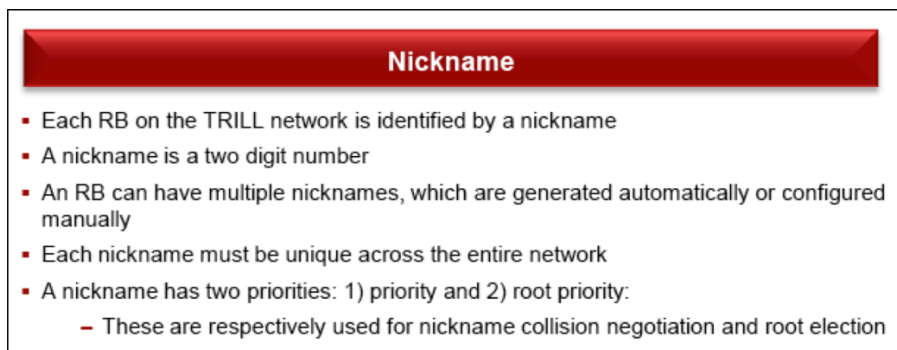 Nickname
▪ Each RB on the TRILL network is identified by a nickname
▪ A nickname is a two digit number
▪ An RB can have multiple nicknames, which are generated automatically or configured
manually
▪ Each nickname must be unique across the entire network
▪ A nickname has two priorities: 1) priority and 2) root priority:
– These are respectively used for nickname collision negotiation and root election